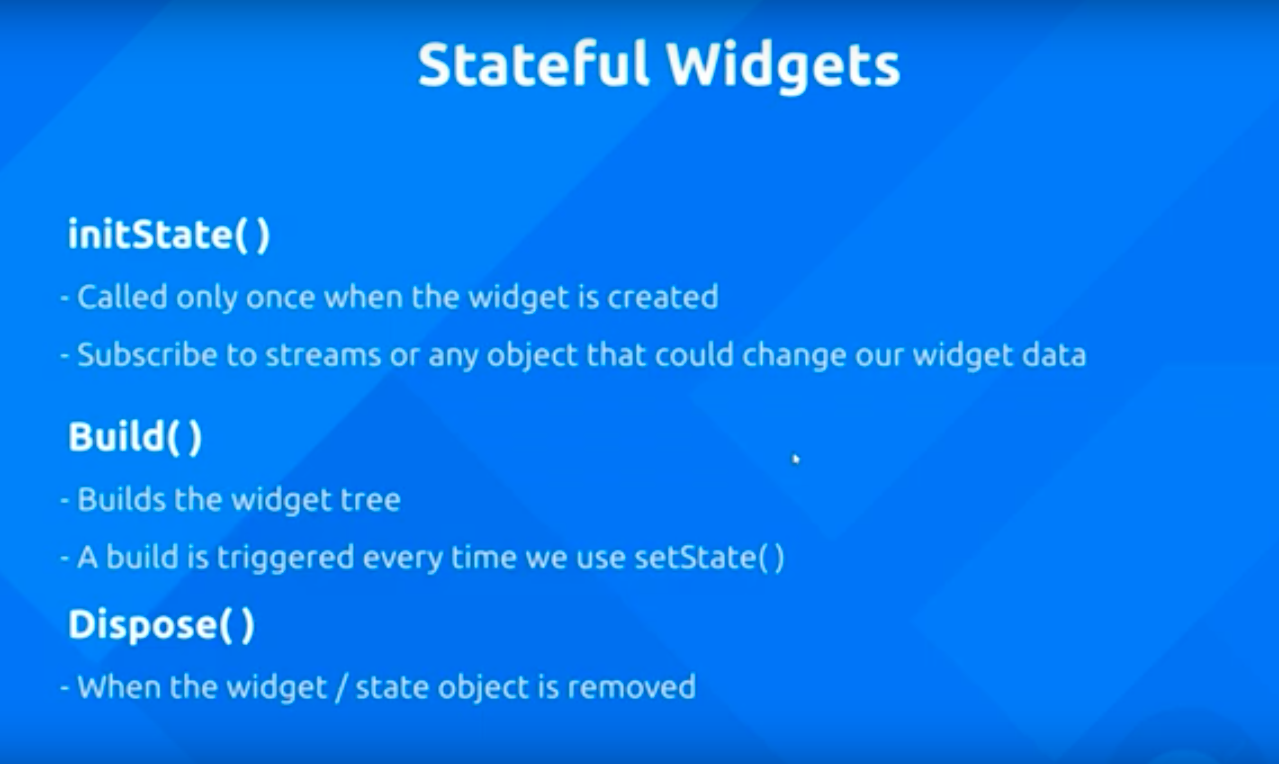 Stateful Widgets
initState( )
- Called only once when the widget is created
- Subscribe to streams or any object that could change our widget data
Build( )
- Builds the widget tree
- A build is triggered every time we use setState( )
Dispose( )
- When the widget / state object is removed